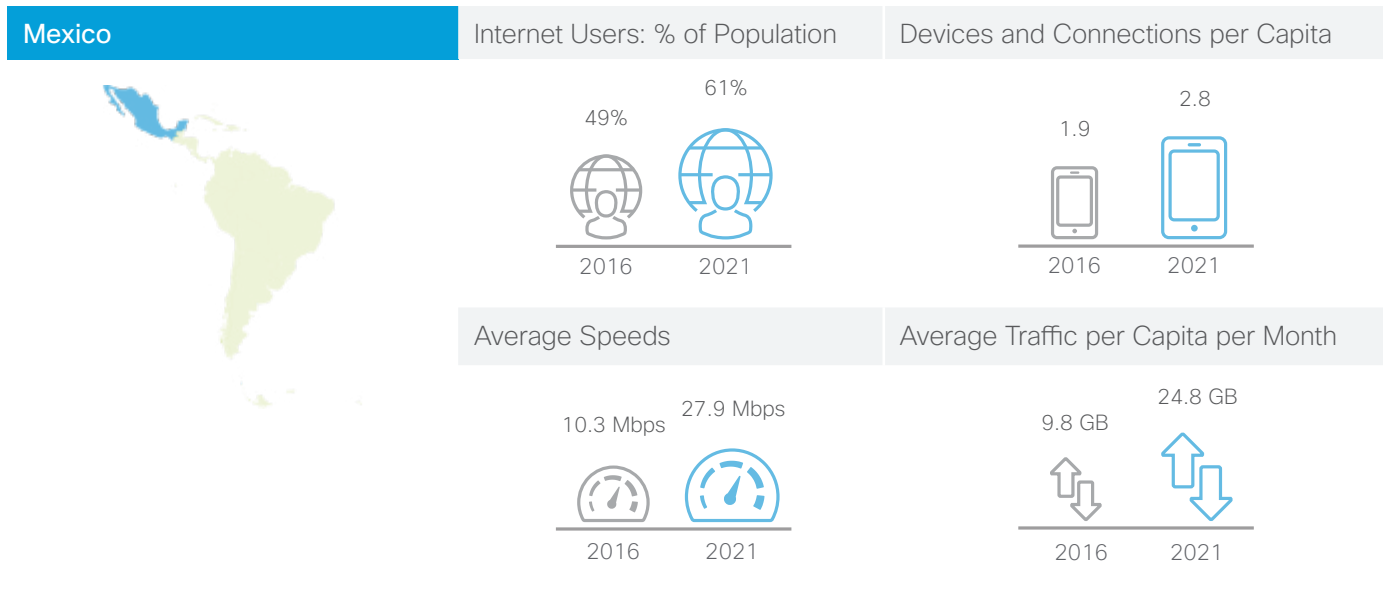 Mexico
Internet Users: % of Population
49%
61%
2016
2021
Devices and Connections per Capita
1.9
2.8
2016
2021
Average Speeds
10.3 Mbps
27.9 Mbps
2016
2021
Average Traffic per Capita per Month
9.8 GB
24.8 GB
2016
2021